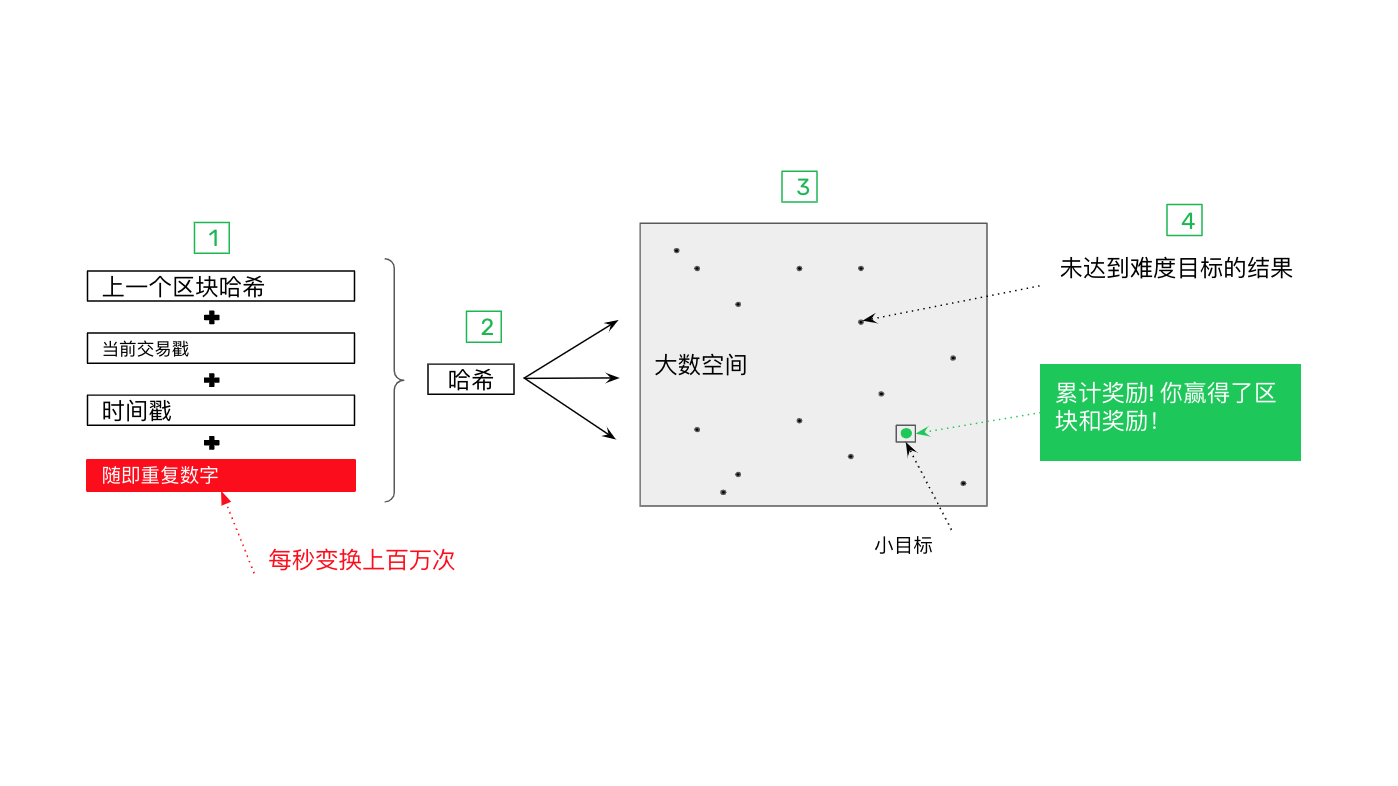 1
上一个区块哈希
当前交易戳
时间戳
随即重复数字
每秒变换上百万次
2
哈希
3
大数空间
小目标
4
未达到难度目标的结果
累计奖励! 你赢得了区
块和奖励!